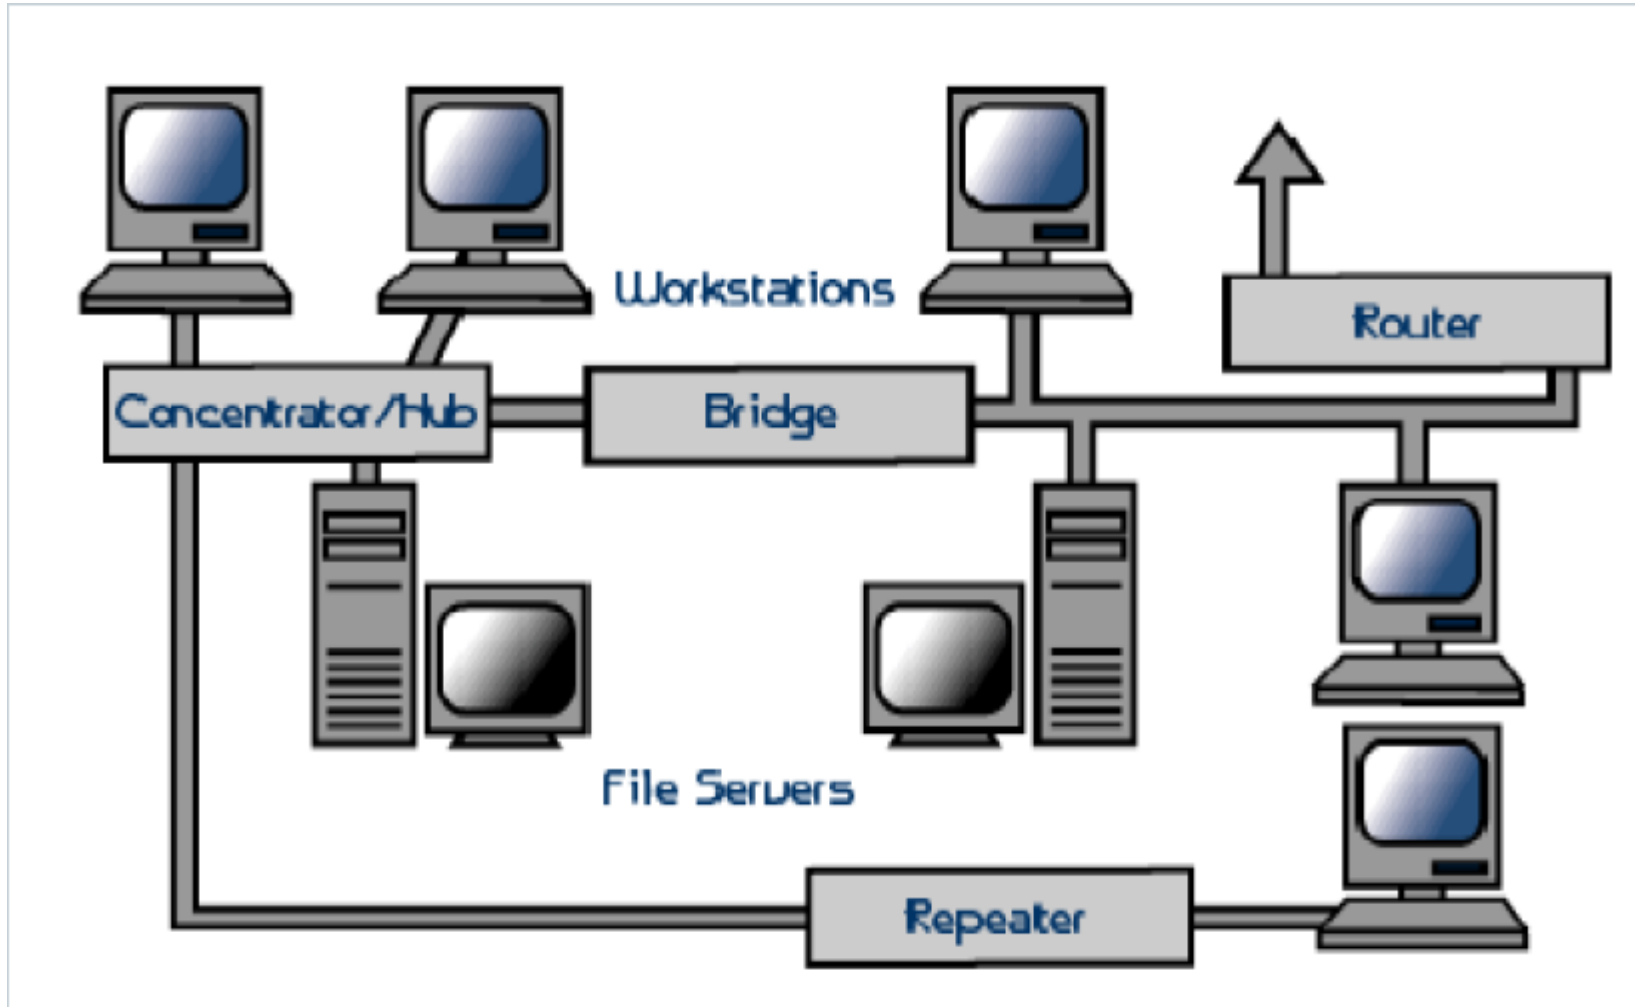 Workstations
Router
Concentrator/Hub
Bridge
File Servers
Repeater